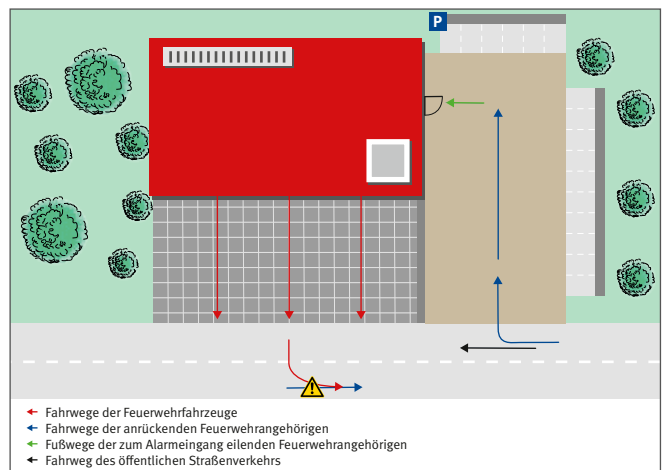 P
Fahrwege der Feuerwehrfahrzeuge
Fahrwege der anrückenden Feuerwehrangehörigen
Fußwege der zum Alarmeingang eilenden Feuerwehrangehörigen
Fahrweg des öffentlichen Straßenverkehrs